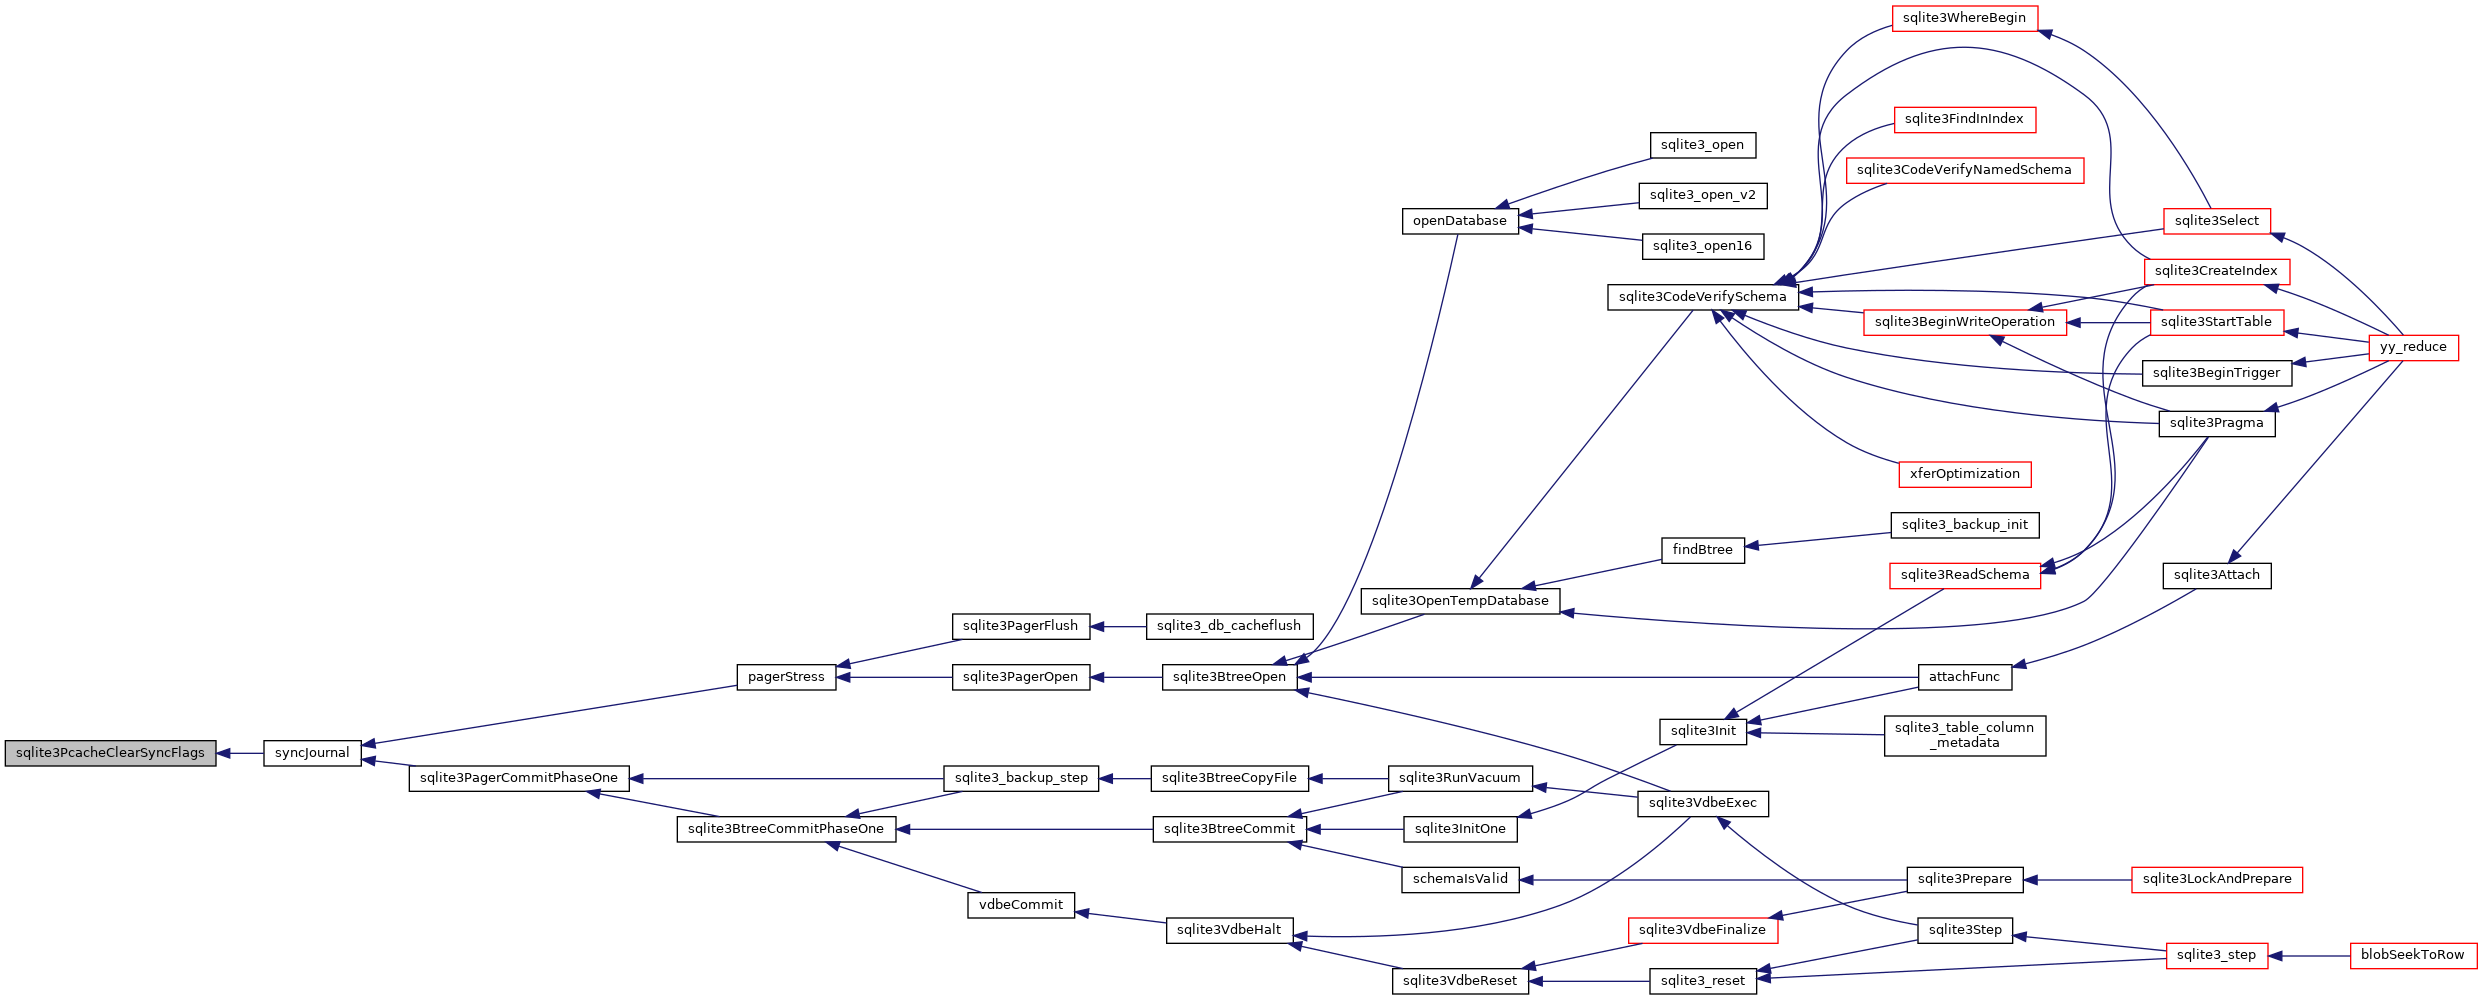 sqlite3WhereBegin
sqlite3FindInIndex
sqlite3_open
sqlite3CodeVerifyNamedSchema
sqlite3_open_v2
openDatabase
sqlite3Select
sqlite3_open16
sqlite3CreateIndex
sqlite3CodeVerifySchema
sqlite3BeginWriteOperation
sqlite3StartTable
yy_reduce
sqlite3BeginTrigger
sqlite3Pragma
xferOptimization
sqlite3_backup_init
findBtree
sqlite3ReadSchema
sqlite3Attach
sqlite3OpenTempDatabase
sqlite3PagerFlush
sqlite3_db_cacheflush
pagerStress
sqlite3PagerOpen
sqlite3BtreeOpen
attachFunc
sqlite3Init
sqlite3_table_column
_metadata
sqlite3PcacheClearSyncFlags
syncJournal
sqlite3PagerCommitPhaseOne
sqlite3_backup_step
sqlite3BtreeCopyFile
sqlite3RunVacuum
sqlite3VdbeExec
sqlite3BtreeCommitPhaseOne
sqlite3BtreeCommit
sqlite3InitOne
schemaIsValid
sqlite3Prepare
sqlite3LockAndPrepare
vdbeCommit
sqlite3VdbeHalt
sqlite3VdbeFinalize
sqlite3Step
sqlite3_step
blobSeekToRow
sqlite3VdbeReset
sqlite3_reset